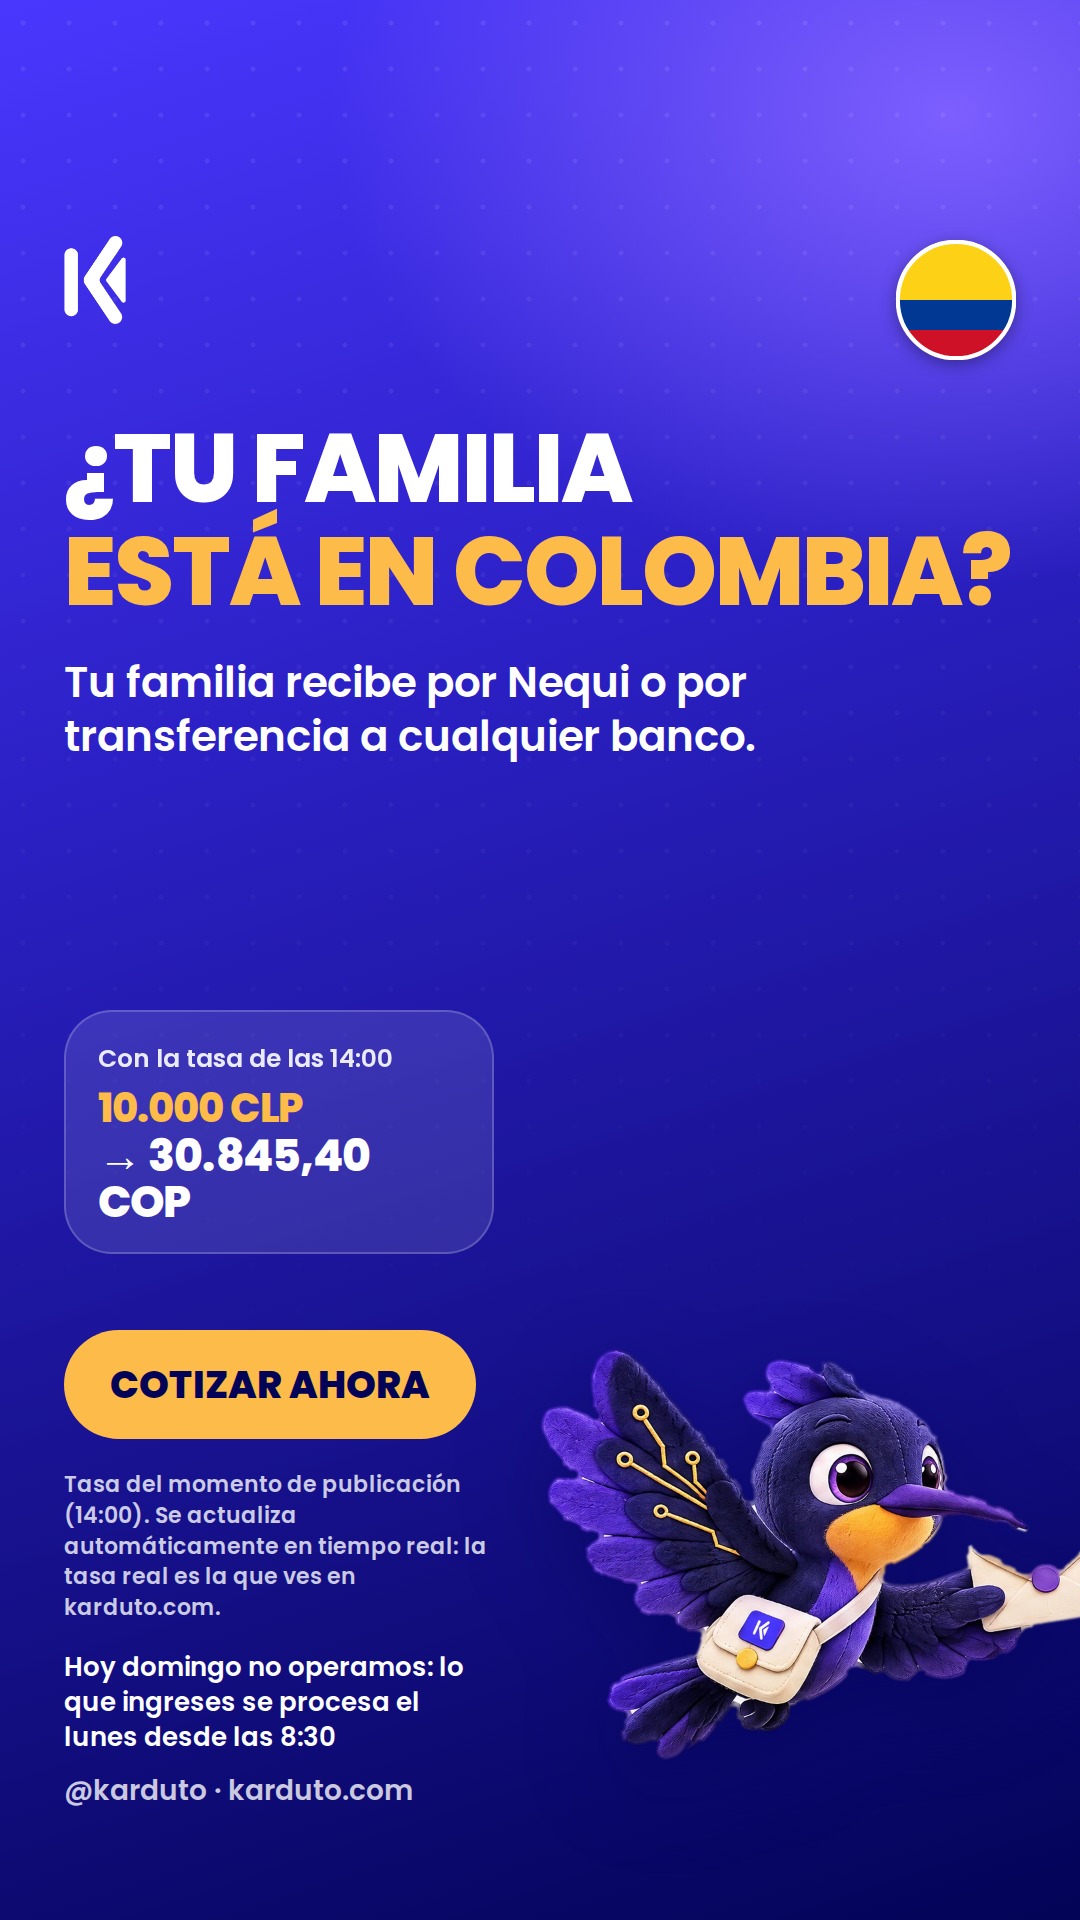 ¿TU FAMILIA
ESTÁ EN COLOMBIA?
Tu familia recibe por Nequi o por
transferencia a cualquier banco.
Con la tasa de las 14:00
10.000 CLP
→ 30.845,40
COP
COTIZAR AHORA
Tasa del momento de publicación
(14:00). Se actualiza
automáticamente en tiempo real: la
tasa real es la que ves en
karduto.com.
Hoy domingo no operamos: lo
que ingreses se procesa el
lunes desde las 8:30
@karduto · karduto.com